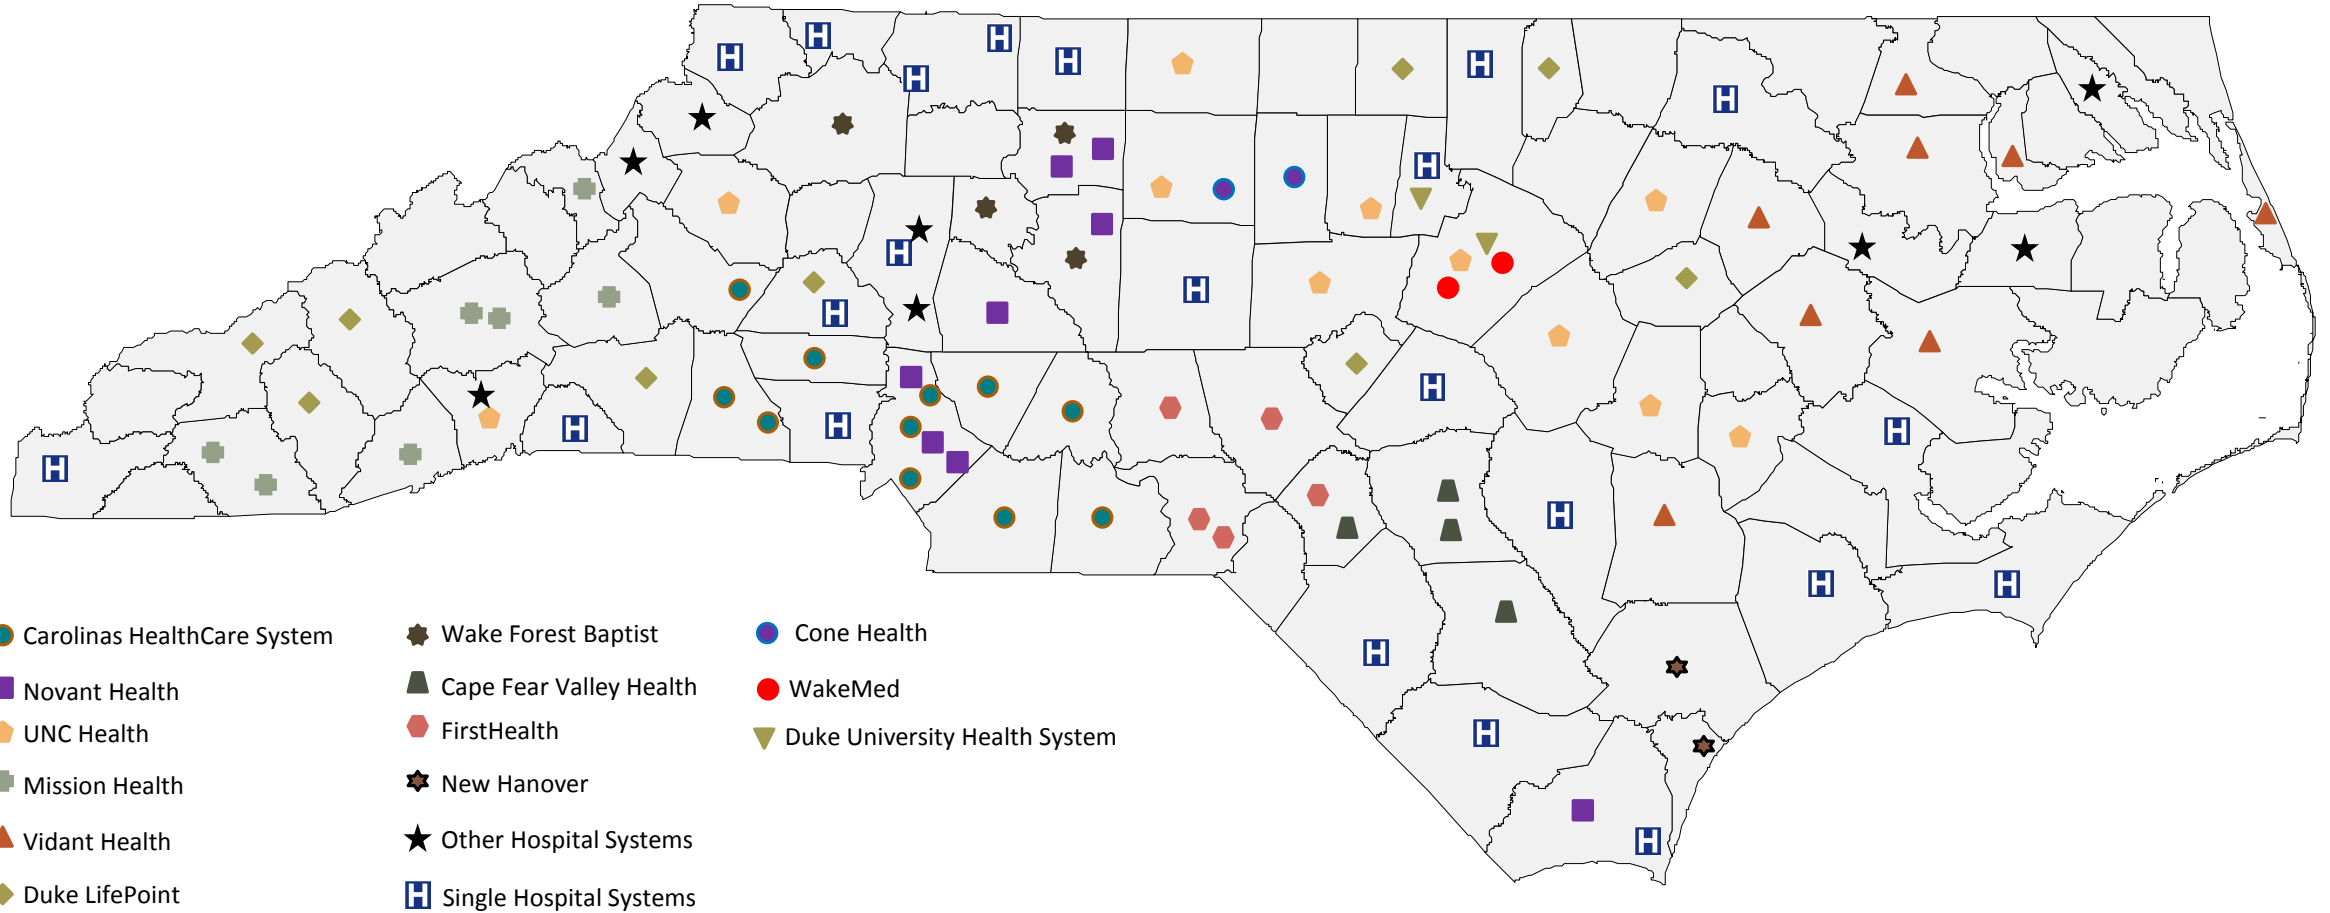 Carolinas HealthCare System
Novant Health
UNC Health
Mission Health
Vidant Health
Duke LifePoint
Wake Forest Baptist
Cape Fear Valley Health
FirstHealth
New Hanover
Other Hospital Systems
H Single Hospital Systems
Cone Health
WakeMed
Duke University Health System